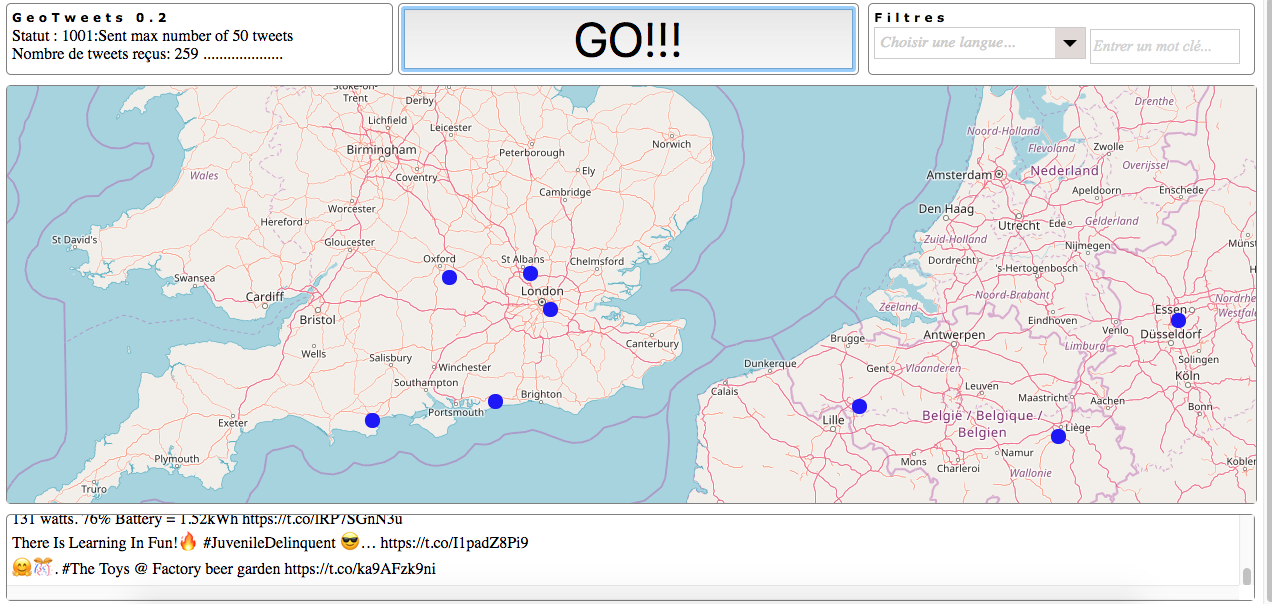 GeoTweets 0.2
Statut : 1001:Sent max number of 50 tweets
Nombre de tweets reçus: 259 ....................
GO!!!
Filtres
Choisir une langue...
Entrer un mot clé...
Stoke-on-
Trent
Derby
Lichfield
Leicester
Birmingham
Peterborough
Norwich
Coventry
Ely
Wales
Cambridge
Worcester
Hereford
Gloucester
St David's
Oxford
St Albans
Chelmsford
Swansea
Cardiff
London
Bristol
Canterbury
Wells
Salisbury
Winchester
Southampton
Brighton
Portsmouth
Exeter
Plymouth
Truro
Drenthe
Noord-Holland
Flevoland
Zwolle
Overijssel
Amsterdam
Nederland
Apeldoorn
Enschede
Den Haag
Utrecht
Ede
Gelderland
Zuid-Holland
Nijmegen
Münst
Dordrecht
's-Hertogenbosch
Noord-Brabant
Zeeland
Eindhoven
Essen
Nordrhe
Westfale
Venlo
Düsseldorf
Brugge
Antwerpen
Limburg
Dunkerque
Gent
Vlaanderen
Solingen
Köln
Calais
Leuven
Maastricht
Aachen
Bonn
Lille
België / Belgique /
Belgien
Liège
Mons
Namur
Charleroi
Wallonie
Koblen
131 watts. 76% Battery = 1.52kWh https://t.co/lRP7SGnN3u
There Is Learning In Fun!🔥 #JuvenileDelinquent 😎… https://t.co/I1padZ8Pi9
🤗🎊. #The Toys @ Factory beer garden https://t.co/ka9AFzk9ni